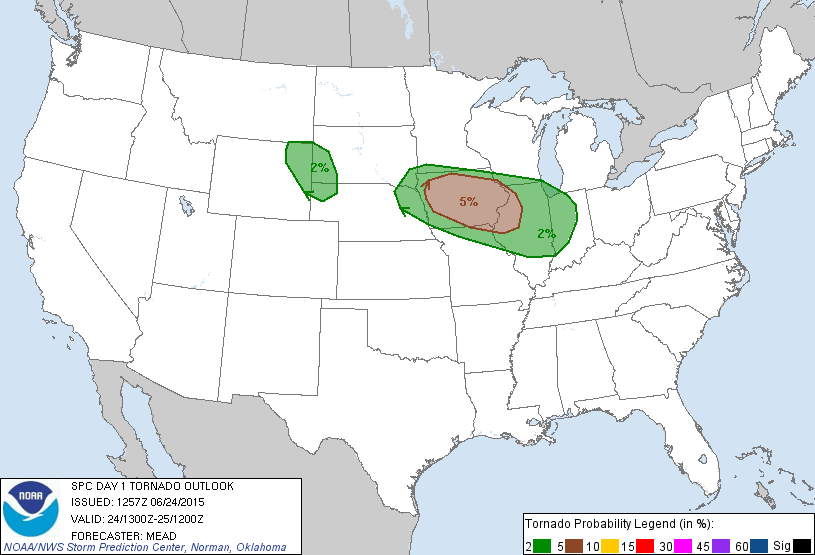 2%
5%
2%
NOAA
SPC DAY 1 TORNADO OUTLOOK
ISSUED: 1257Z 06/24/2015
VALID: 24/1300Z-25/1200Z
FORECASTER: MEAD
NOAA/NWS Storm Prediction Center, Norman, Oklahoma
Tornado Probability Legend (in %):
2 5 10 15 30 45 60 Sig